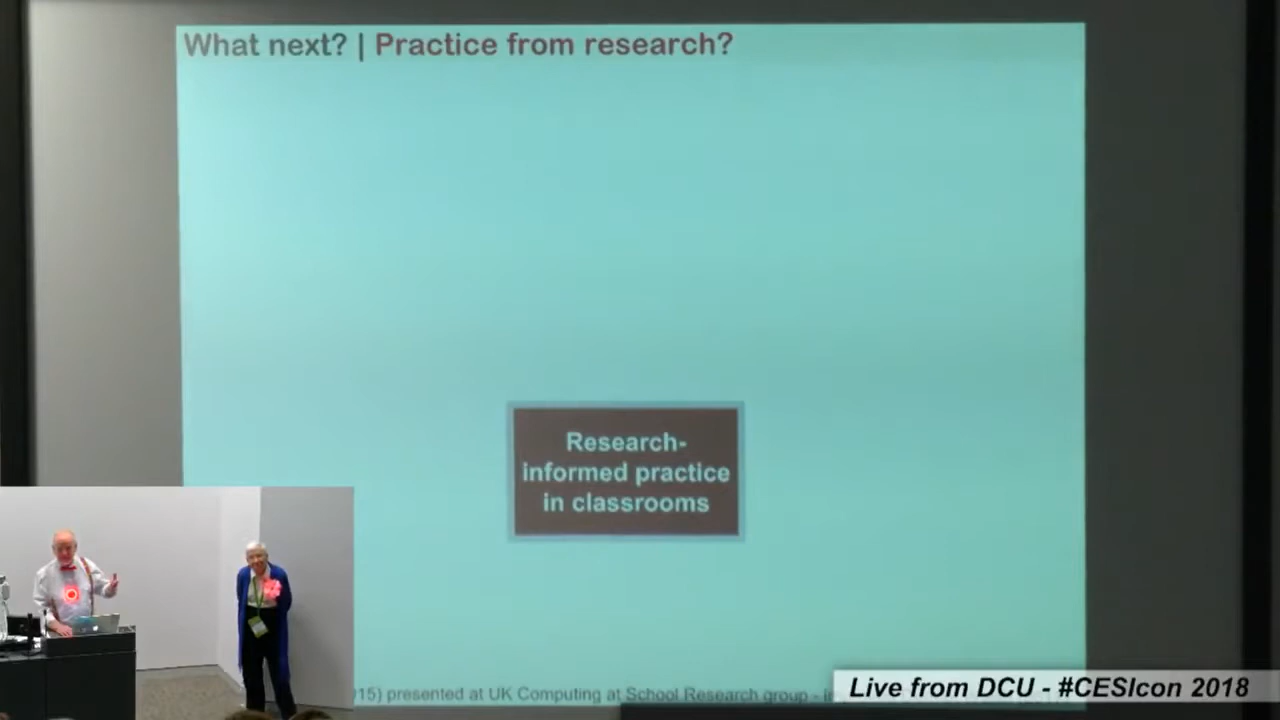 What next? | Practice from research?
Research-
informed practice
in classrooms
15) presented at UK Computing at School Research group -
Live from DCU - #CESIcon 2018